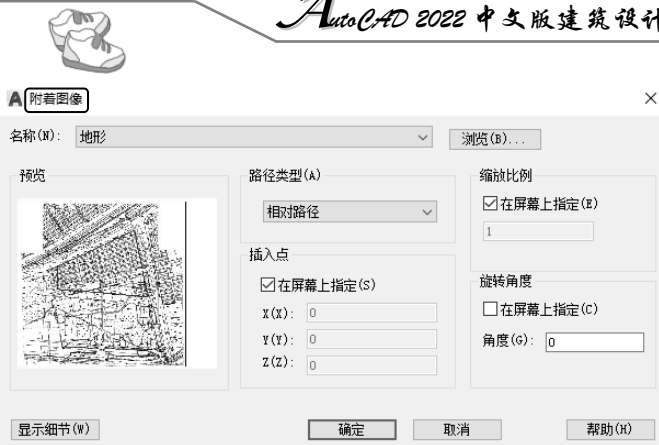 AutoCAD 2022 中文版建筑设计
附着图像
名称(N): 地形 浏览(B)...
预览
路径类型(A)
相对路径
插入点
在屏幕上指定(S)
X(X): 0
Y(Y): 0
Z(Z): 0
缩放比例
在屏幕上指定(E)
1
旋转角度
在屏幕上指定(C)
角度(G): 0
显示细节(W) 确定 取消 帮助(H)